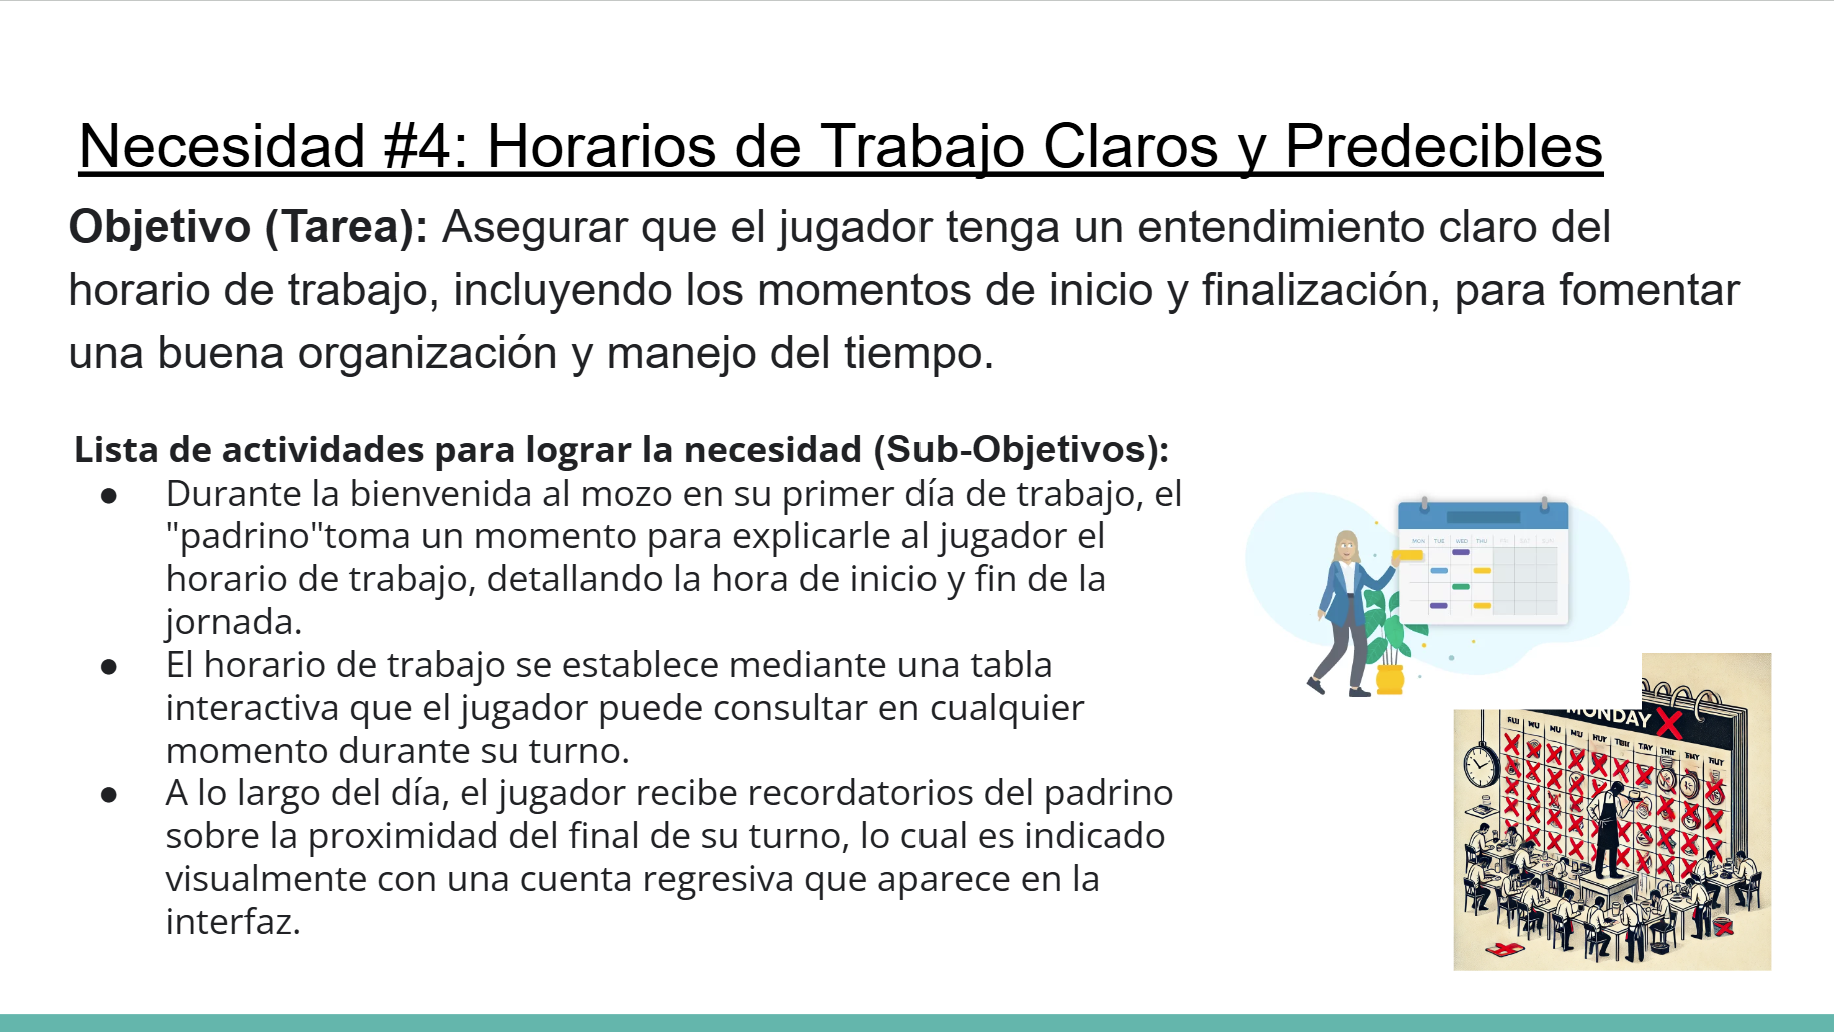 Necesidad #4: Horarios de Trabajo Claros y Predecibles
Objetivo (Tarea): Asegurar que el jugador tenga un entendimiento claro del
horario de trabajo, incluyendo los momentos de inicio y finalización, para fomentar
una buena organización y manejo del tiempo.
Lista de actividades para lograr la necesidad (Sub-Objetivos):
● Durante la bienvenida al mozo en su primer día de trabajo, el
"padrino"toma un momento para explicarle al jugador el
horario de trabajo, detallando la hora de inicio y fin de la
jornada.
● El horario de trabajo se establece mediante una tabla
interactiva que el jugador puede consultar en cualquier
momento durante su turno.
● A lo largo del día, el jugador recibe recordatorios del padrino
sobre la proximidad del final de su turno, lo cual es indicado
visualmente con una cuenta regresiva que aparece en la
interfaz.
MON TUE WED THU FRI SAT SUN
MONDAY